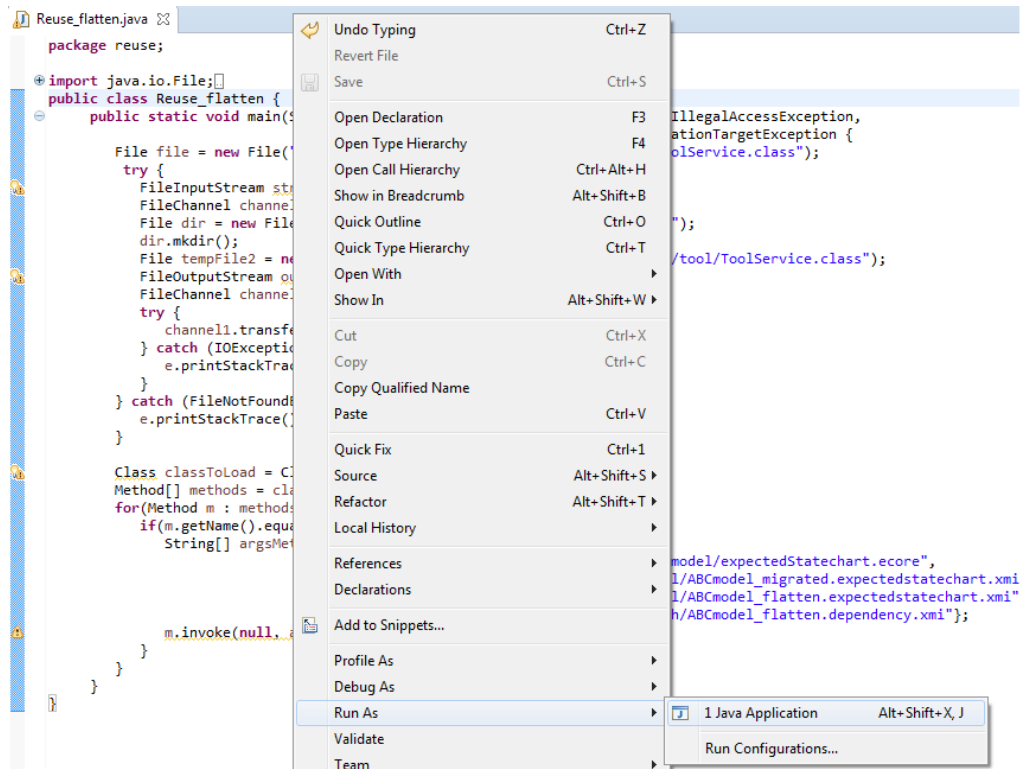 Reuse_flatten.java
package reuse;
import java.io.File;
public class Reuse_flatten {
public static void main(S
IllegalAccessException,
ationTargetException {
File file = new File("
olService.class");
try {
FileInputStream str
FileChannel channel
File dir = new File
");
dir.mkdir();
File tempFile2 = ne
/tool/ToolService.class");
FileOutputStream ou
FileChannel channel
try {
channel1.transfe
} catch (IOExceptio
e.printStackTrac
}
} catch (FileNotFoundE
e.printStackTrace()
}
Class classToLoad = Cl
Method[] methods = cla
for(Method m : methods
if(m.getName().equa
String[] argsMet
model/expectedStatechart.ecore",
l/ABCmodel_migrated.expectedstatechart.xmi
l/ABCmodel_flatten.expectedstatechart.xmi"
h/ABCmodel_flatten.dependency.xmi"};
m.invoke(null, a
}
}
}
}
Undo Typing Ctrl+Z
Revert File
Save Ctrl+S
Open Declaration F3
Open Type Hierarchy F4
Open Call Hierarchy Ctrl+Alt+H
Show in Breadcrumb Alt+Shift+B
Quick Outline Ctrl+O
Quick Type Hierarchy Ctrl+T
Open With
Show In Alt+Shift+W
Cut Ctrl+X
Copy Ctrl+C
Copy Qualified Name
Paste Ctrl+V
Quick Fix Ctrl+1
Source Alt+Shift+S
Refactor Alt+Shift+T
Local History
References
Declarations
Add to Snippets...
Profile As
Debug As
Run As
Validate
Team
1 Java Application Alt+Shift+X, J
Run Configurations...